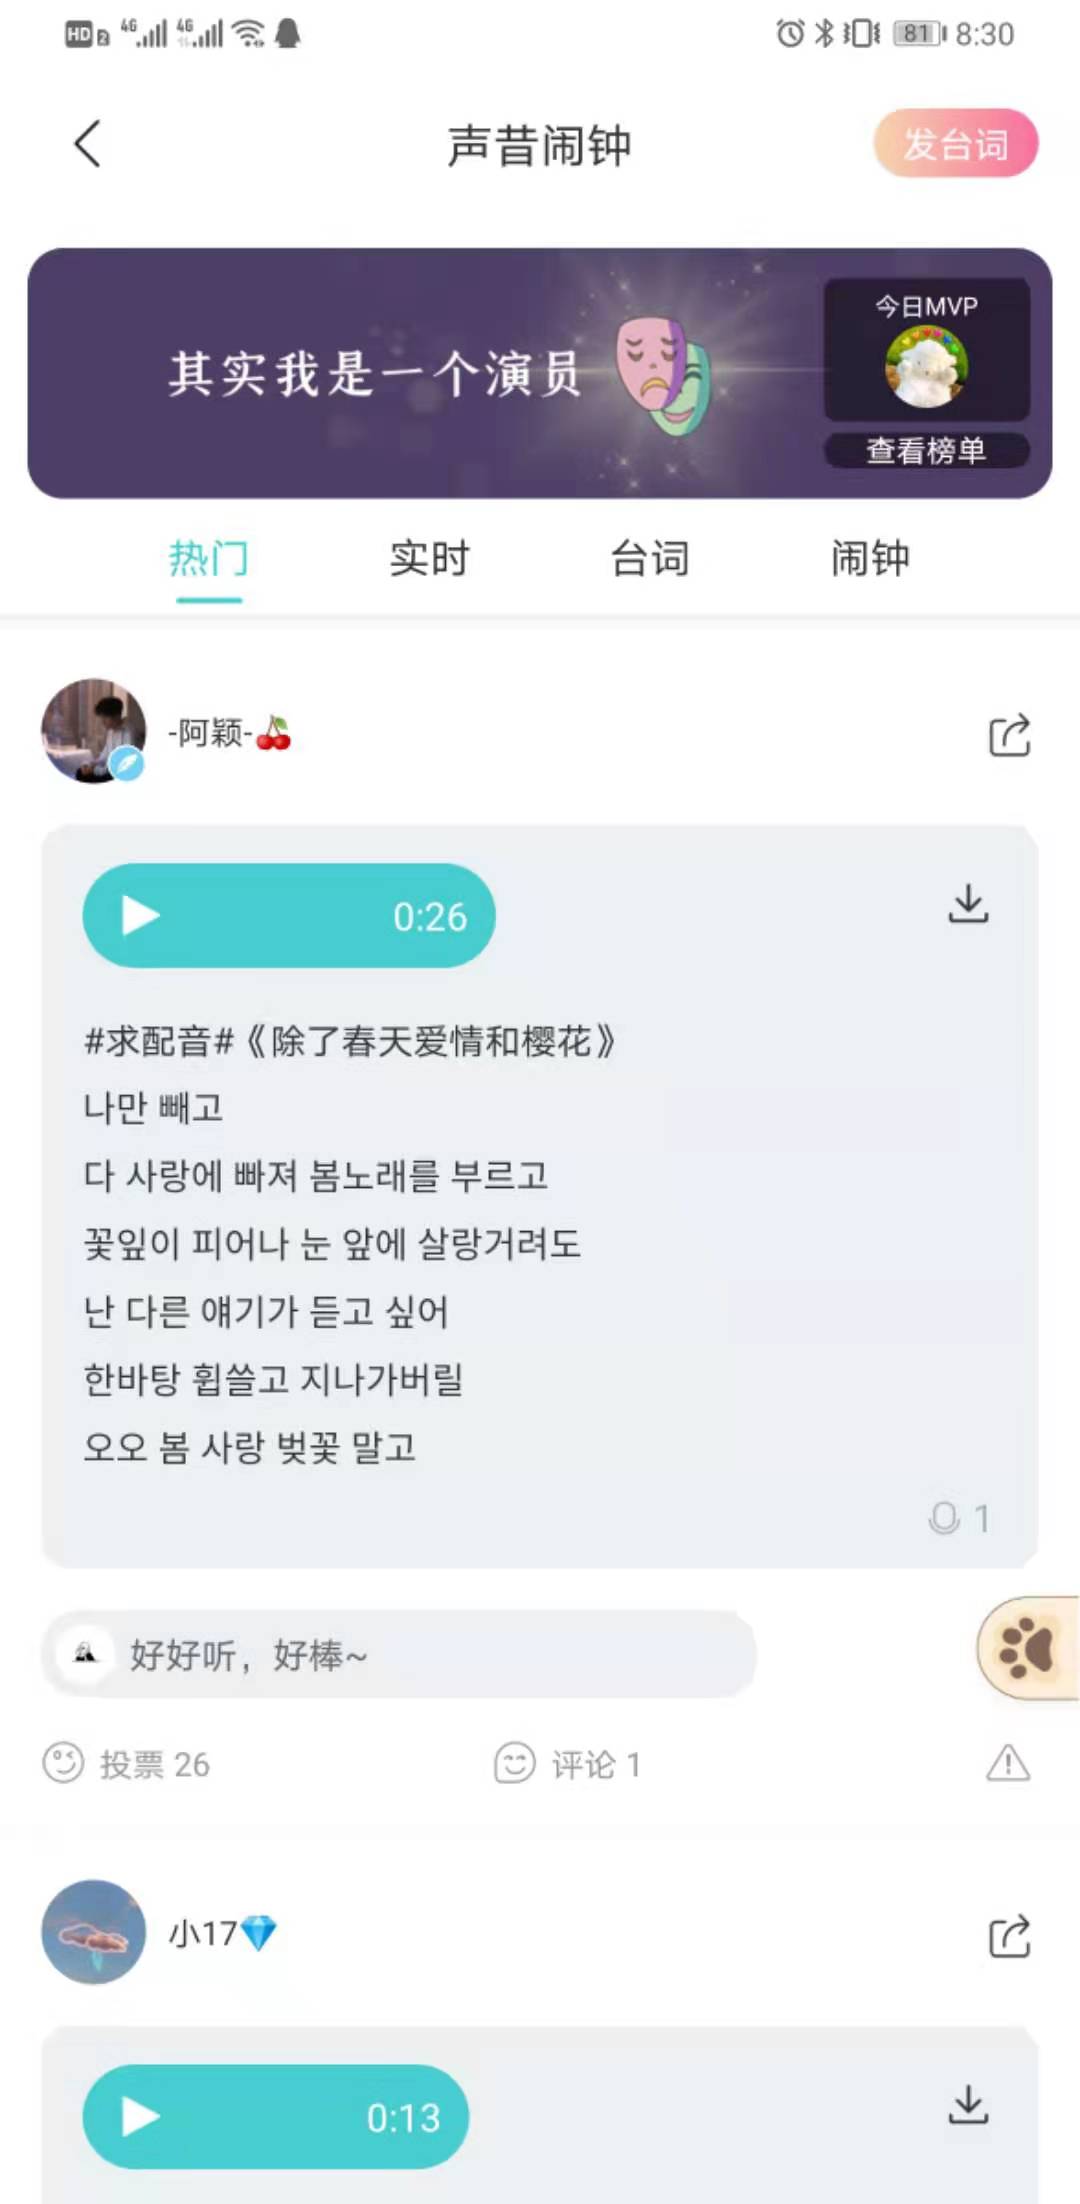 HD 2 4G 4G 81 8:30
声昔闹钟
发台词
其实我是一个演员
今日MVP
查看榜单
热门 实时 台词 闹钟
-阿颖-🍒
0:26
#求配音#《除了春天爱情和樱花》
나만 빼고
다 사랑에 빠져 봄노래를 부르고
꽃잎이 피어나 눈 앞에 살랑거려도
난 다른 얘기가 듣고 싶어
한바탕 휩쓸고 지나가버릴
오오 봄 사랑 벚꽃 말고
1
好好听，好棒~
投票 26 评论 1
小17💎
0:13